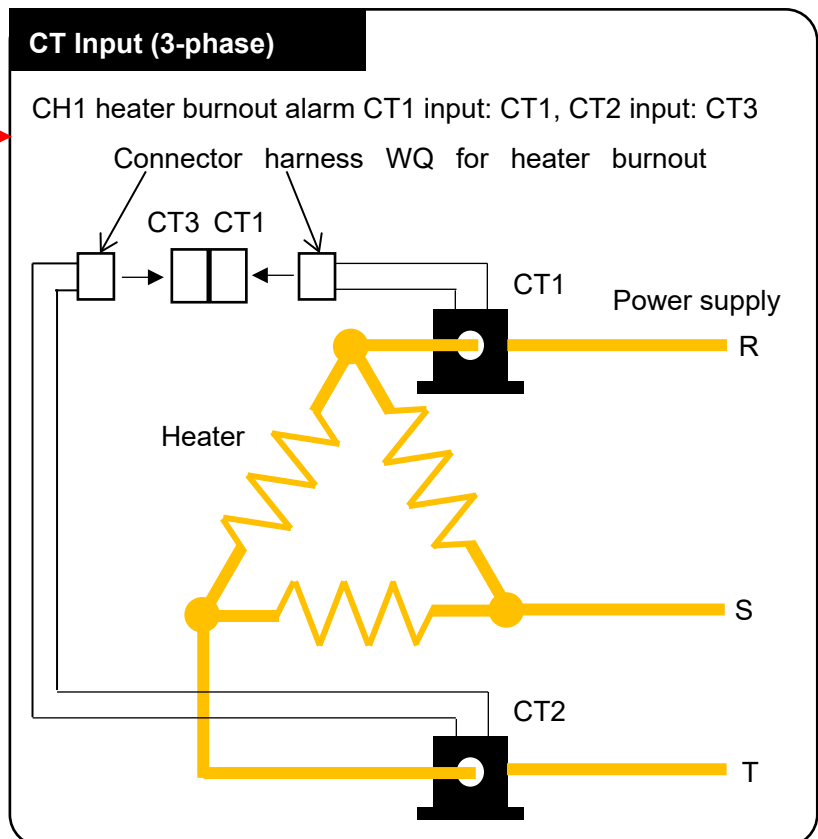 CT Input (3-phase)
CH1 heater burnout alarm CT1 input: CT1, CT2 input: CT3
Connector harness WQ for heater burnout
CT3 CT1
CT1
Power supply
R
Heater
S
CT2
T